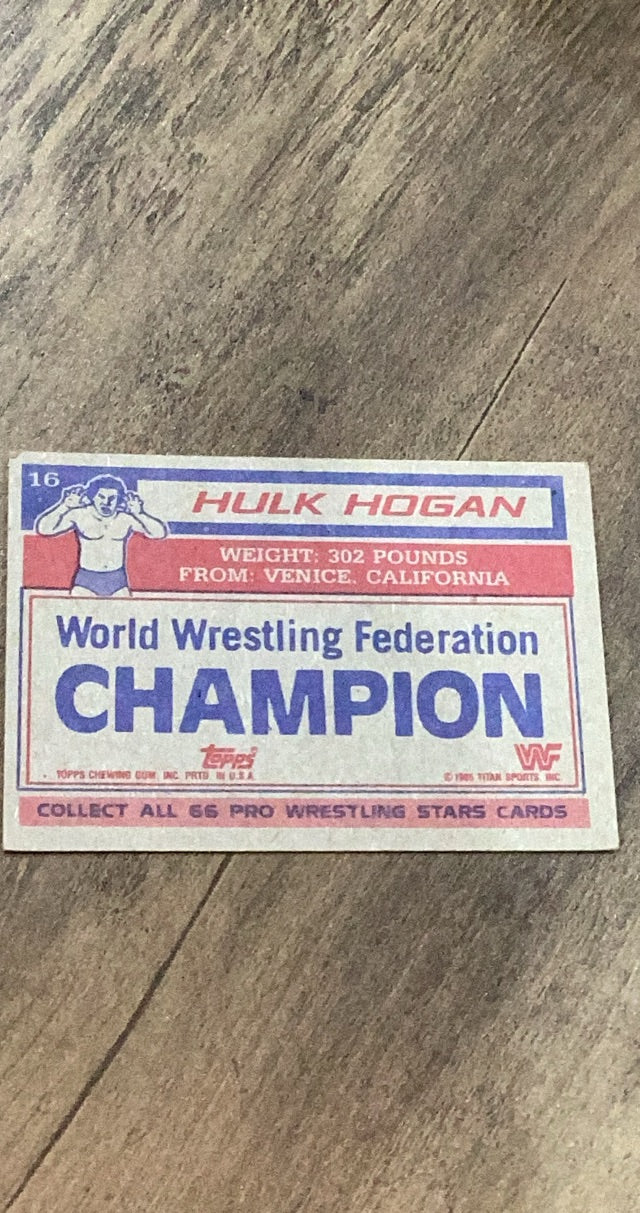 16
HULK HOGAN
WEIGHT: 302 POUNDS
FROM: VENICE, CALIFORNIA
World Wrestling Federation
CHAMPION
topps
WF
TOPPS CHEWING GUM, INC. PRTD. IN U.S.A.
© 1985 TITAN SPORTS, INC.
COLLECT ALL 66 PRO WRESTLING STARS CARDS